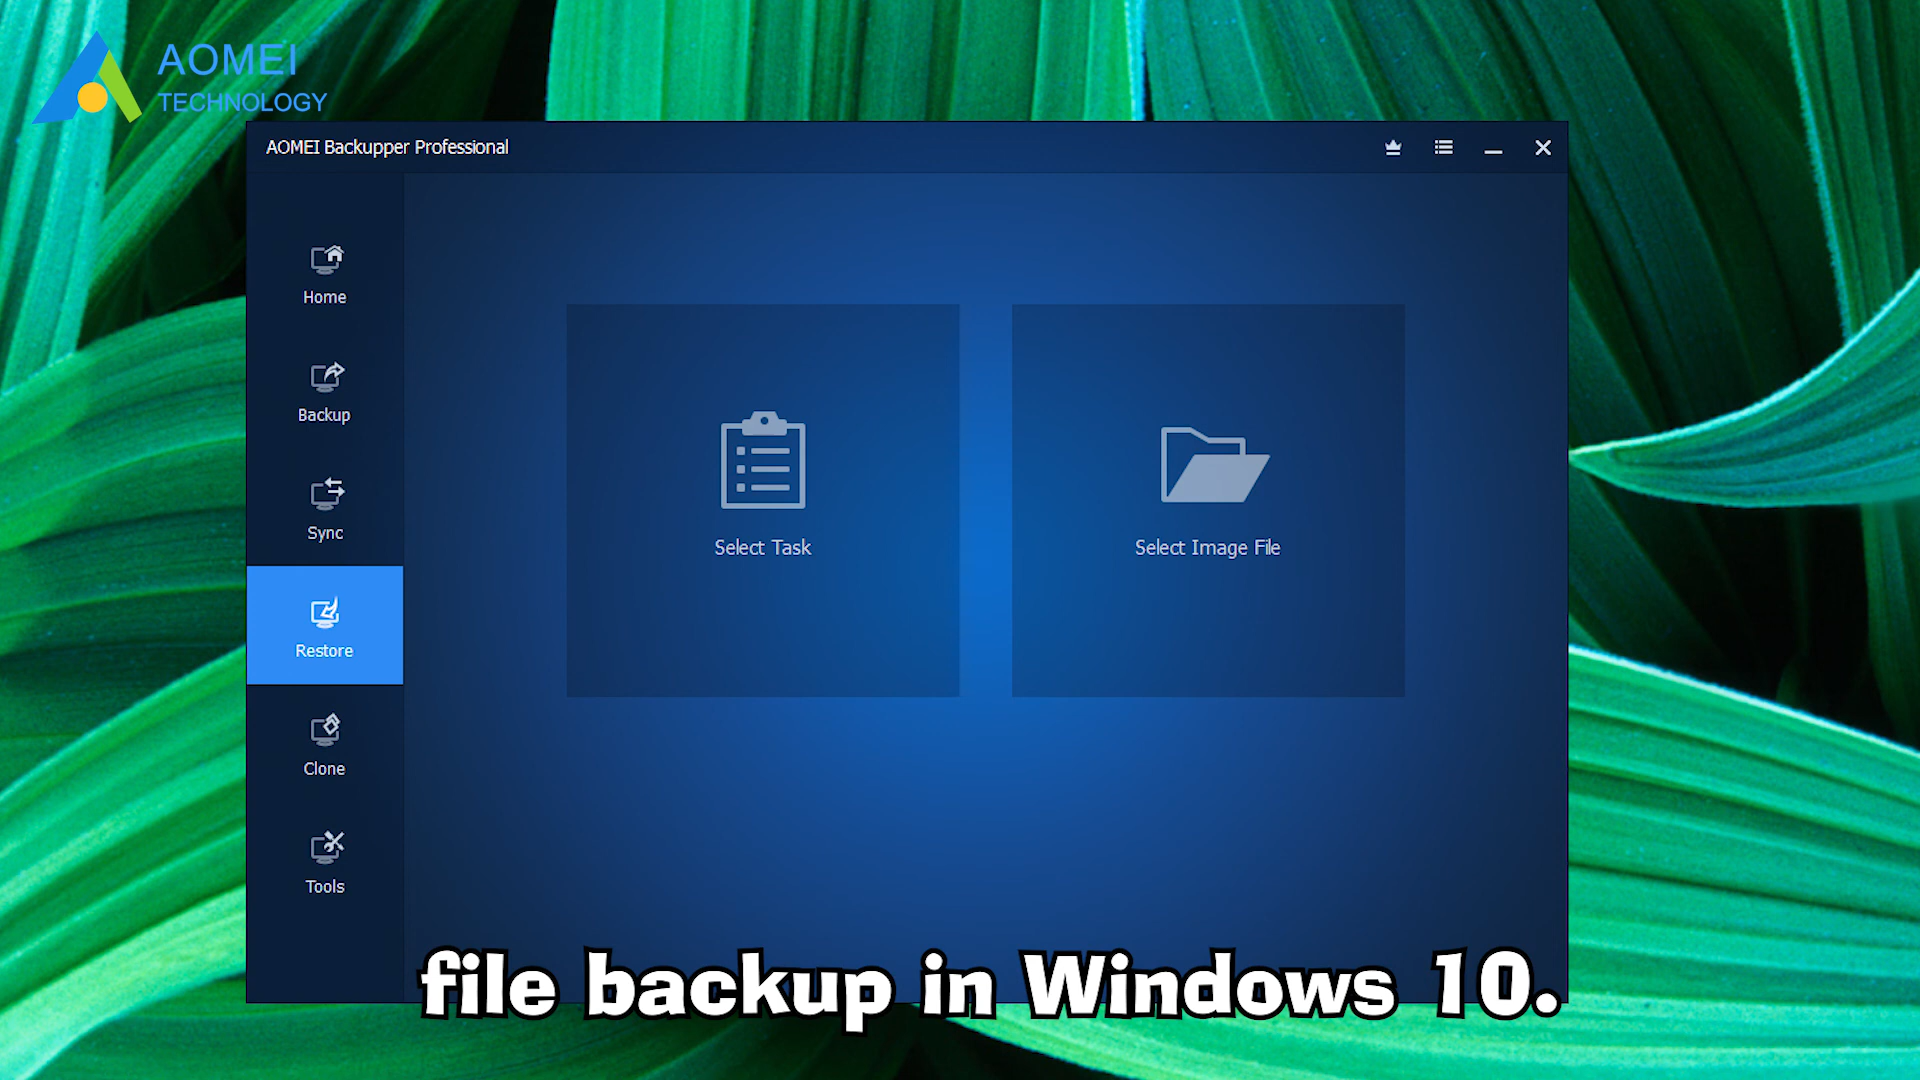 AOMEI
TECHNOLOGY
AOMEI Backupper Professional
Home
Backup
Sync
Restore
Clone
Tools
Select Task
Select Image File
file backup in Windows 10.